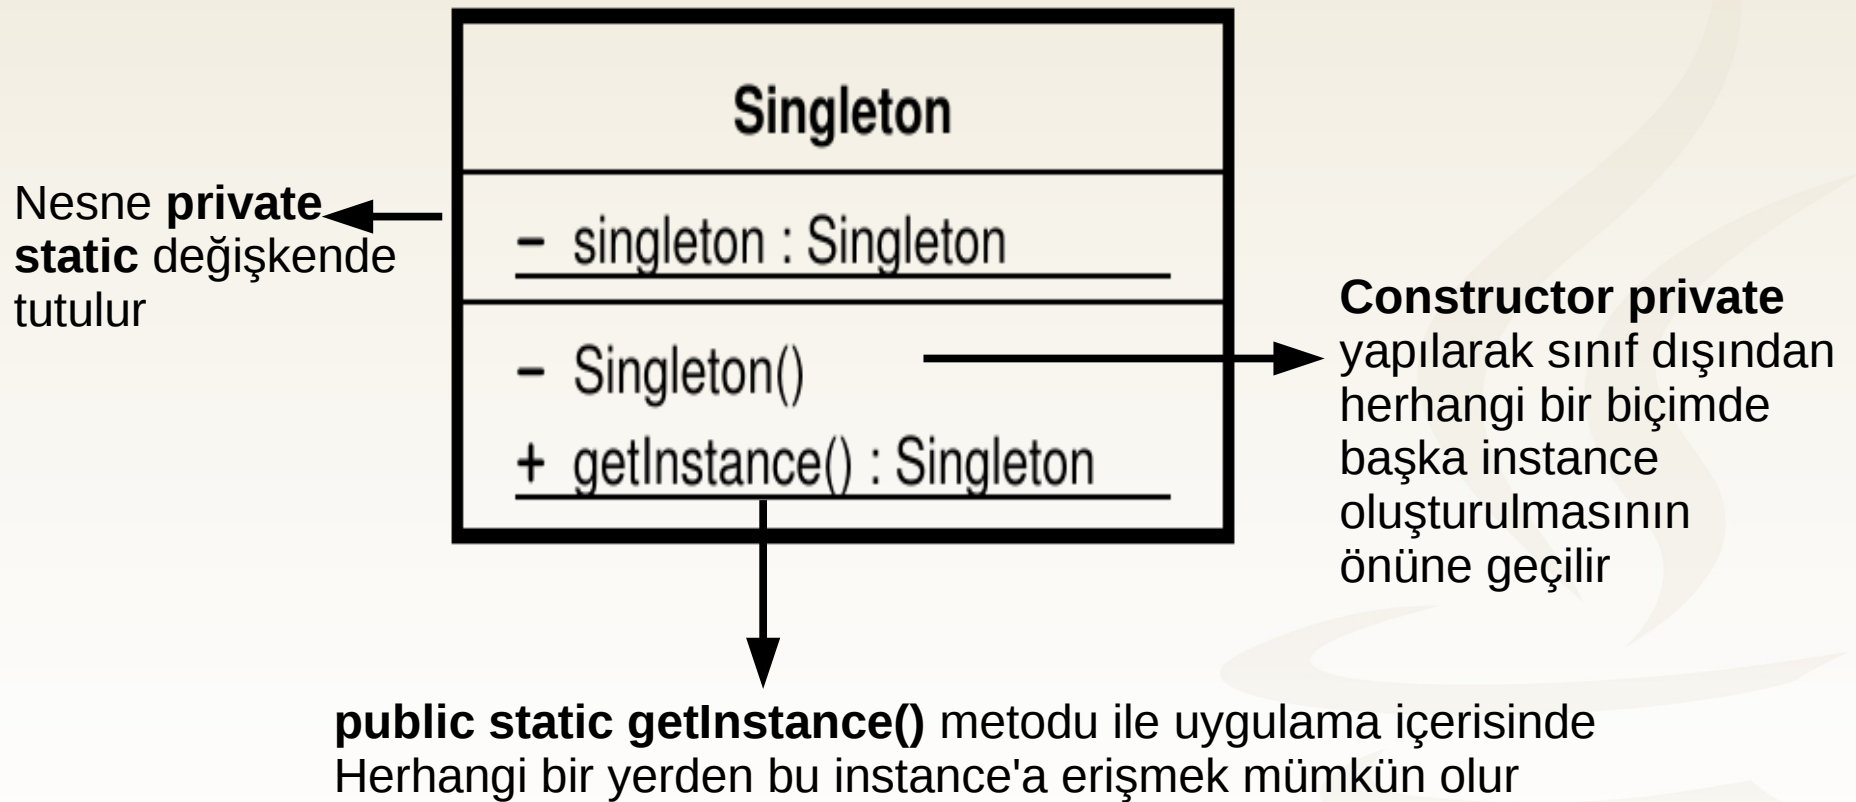 Singleton
Nesne private
static değişkende
tutulur
– singleton : Singleton
– Singleton()
+ getInstance() : Singleton
Constructor private
yapılarak sınıf dışından
herhangi bir biçimde
başka instance
oluşturulmasının
önüne geçilir
public static getInstance() metodu ile uygulama içerisinde
Herhangi bir yerden bu instance'a erişmek mümkün olur